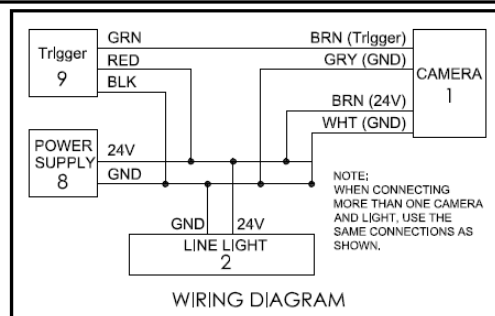 Trigger
9
GRN
RED
BLK
BRN (Trigger)
GRY (GND)
BRN (24V)
WHT (GND)
CAMERA
1
POWER
SUPPLY
8
24V
GND
NOTE;
WHEN CONNECTING
MORE THAN ONE CAMERA
AND LIGHT, USE THE
SAME CONNECTIONS AS
SHOWN.
GND 24V
LINE LIGHT
2
WIRING DIAGRAM